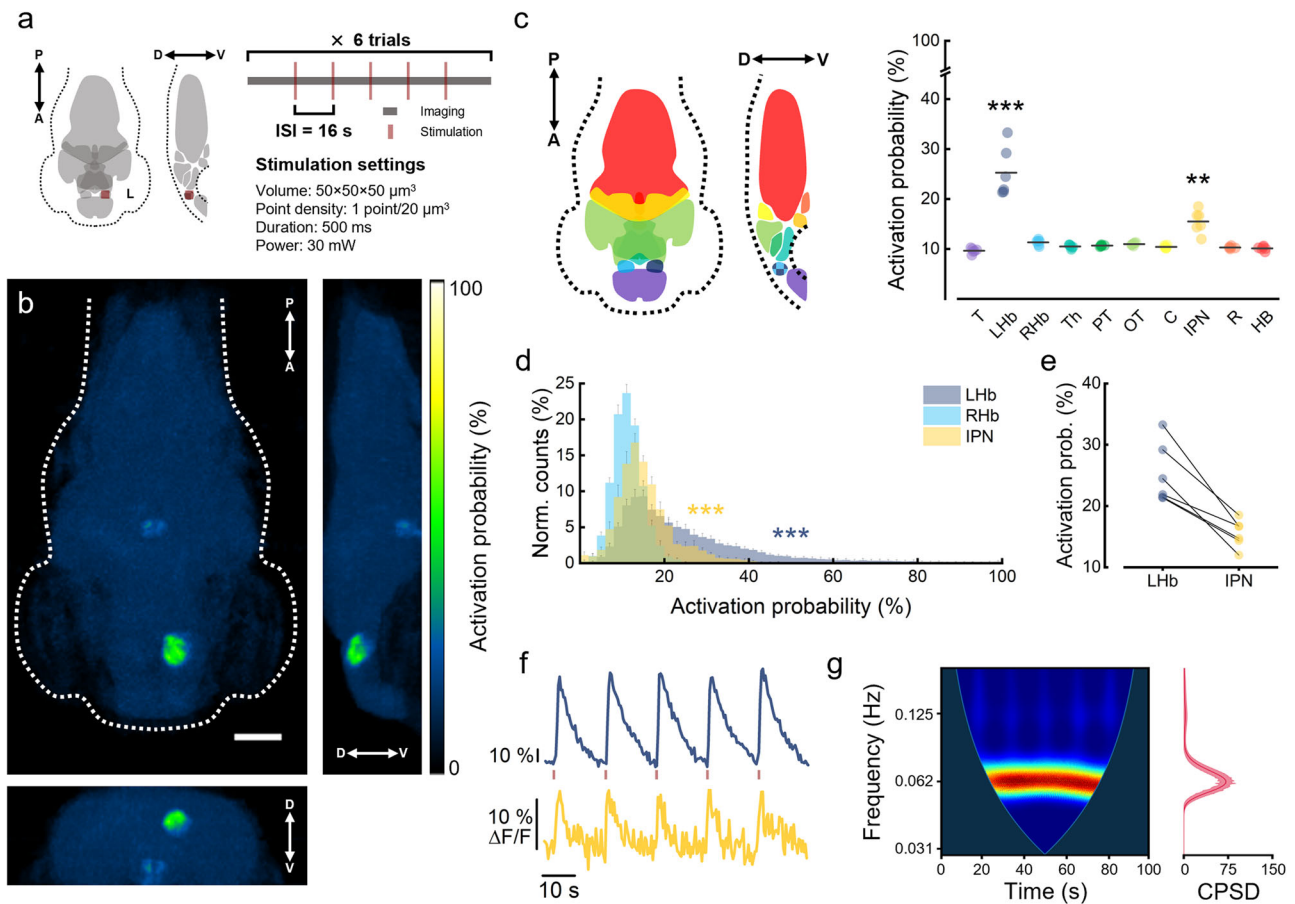 a
P
A
D V
L
× 6 trials
ISI = 16 s
Imaging
Stimulation
Stimulation settings
Volume: 50×50×50 µm³
Point density: 1 point/20 µm³
Duration: 500 ms
Power: 30 mW
b
P
A
D V
D
V
100
0
Activation probability (%)
c
P
A
D V
Activation probability (%)
100
40
30
20
10
***
**
T
LHb
RHb
Th
PT
OT
C
IPN
R
HB
d
Norm. counts (%)
25
20
15
10
5
0
20
40
60
80
100
Activation probability (%)
LHb
RHb
IPN
***
***
e
Activation prob. (%)
40
30
20
10
LHb
IPN
f
10 %
10 %
ΔF/F
10 s
g
Frequency (Hz)
0.125
0.062
0.031
0 20 40 60 80 100
Time (s)
0 75 150
CPSD